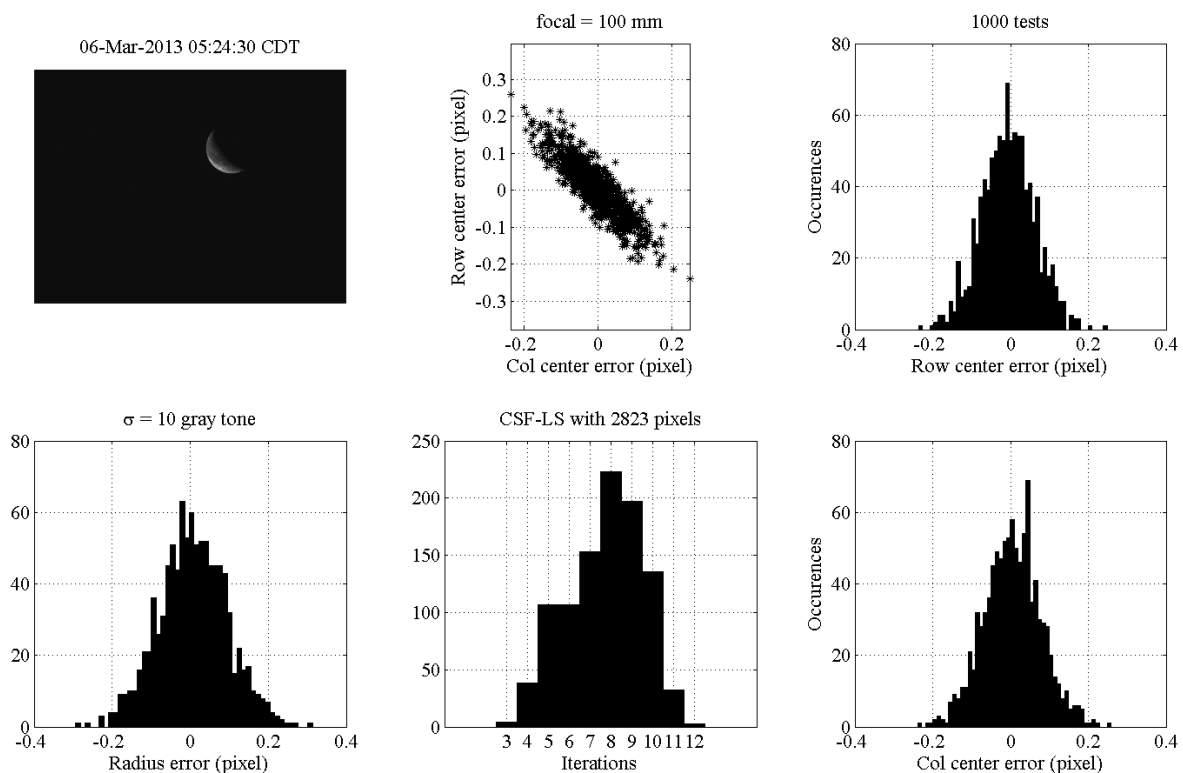 06-Mar-2013 05:24:30 CDT
focal = 100 mm
0.3
0.2
0.1
0
-0.1
-0.2
-0.3
Row center error (pixel)
-0.2 0 0.2
Col center error (pixel)
1000 tests
80
60
40
20
0
Occurences
-0.4 -0.2 0 0.2 0.4
Row center error (pixel)
σ = 10 gray tone
80
60
40
20
0
-0.4 -0.2 0 0.2 0.4
Radius error (pixel)
CSF-LS with 2823 pixels
250
200
150
100
50
0
3 4 5 6 7 8 9 10 11 12
Iterations
80
60
40
20
0
Occurences
-0.4 -0.2 0 0.2 0.4
Col center error (pixel)